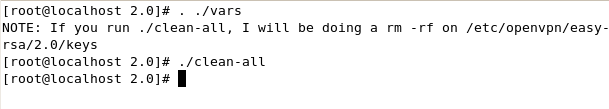 [root@localhost 2.0]# . ./vars
NOTE: If you run ./clean-all, I will be doing a rm -rf on /etc/openvpn/easy-
rsa/2.0/keys
[root@localhost 2.0]# ./clean-all
[root@localhost 2.0]#